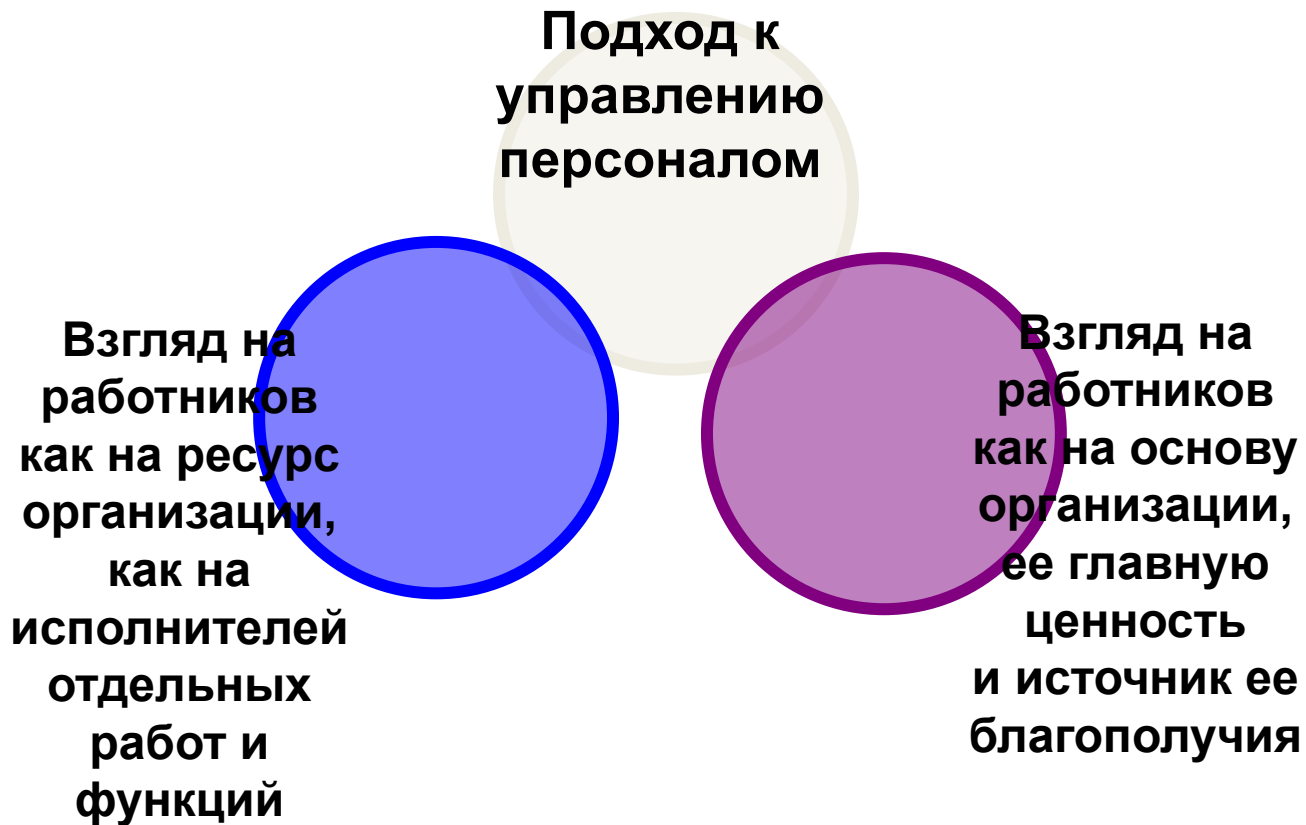 Подход к
управлению
персоналом
Взгляд на
работников
как на ресурс
организации,
как на
исполнителей
отдельных
работ и
функций
Взгляд на
работников
как на основу
организации,
ее главную
ценность
и источник ее
благополучия